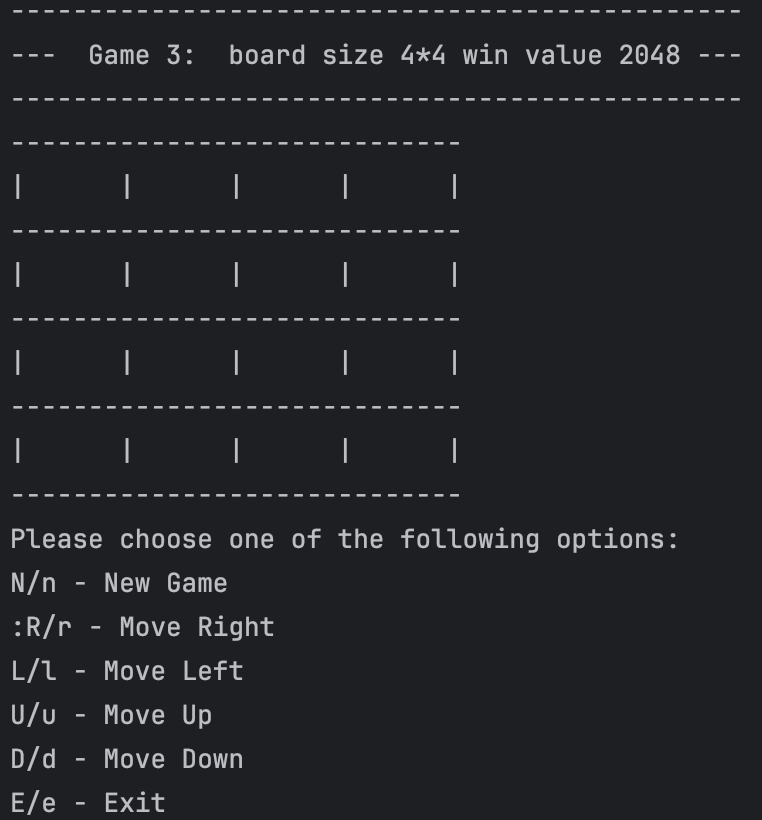 -----------------------------------------------
---  Game 3:  board size 4*4 win value 2048 ---
-----------------------------------------------
-----------------------------
|      |      |      |      |
-----------------------------
|      |      |      |      |
-----------------------------
|      |      |      |      |
-----------------------------
|      |      |      |      |
-----------------------------
Please choose one of the following options:
N/n - New Game
:R/r - Move Right
L/l - Move Left
U/u - Move Up
D/d - Move Down
E/e - Exit